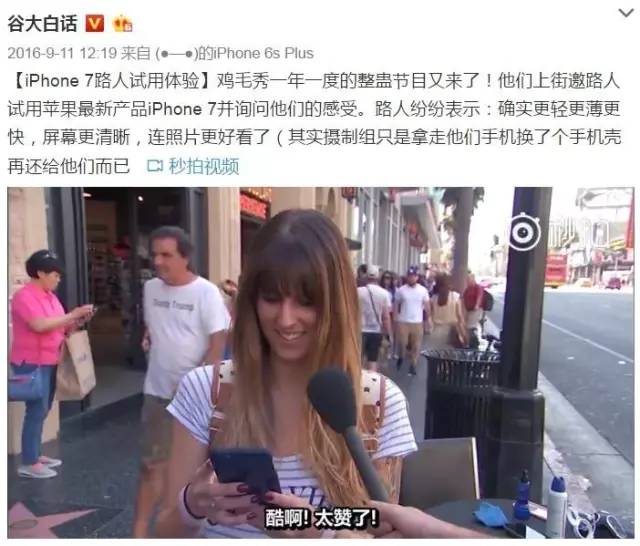 谷大白话
2016-9-11 12:19 来自 (●—●)的iPhone 6s Plus
【iPhone 7路人试用体验】鸡毛秀一年一度的整蛊节目又来了！他们上街邀路人
试用苹果最新产品iPhone 7并询问他们的感受。路人纷纷表示：确实更轻更薄更
快，屏幕更清晰，连照片更好看了（其实摄制组只是拿走他们手机换了个手机壳
再还给他们而已 秒拍视频
Trump
酷啊! 太赞了!